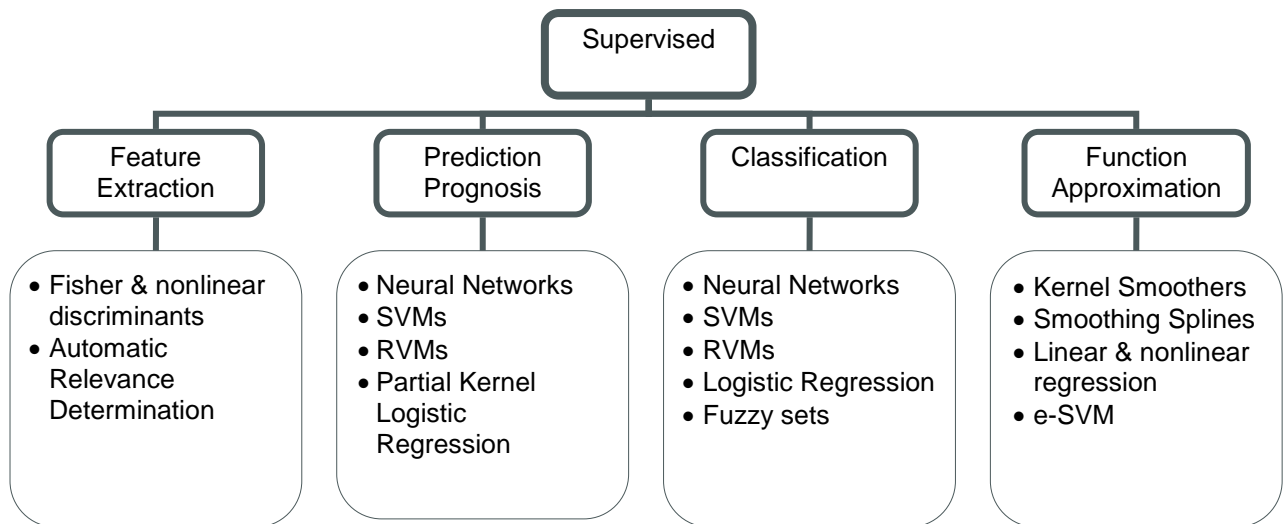 Supervised
Feature
Extraction
Prediction
Prognosis
Classification
Function
Approximation
• Fisher & nonlinear
discriminants
• Automatic
Relevance
Determination
• Neural Networks
• SVMs
• RVMs
• Partial Kernel
Logistic
Regression
• Neural Networks
• SVMs
• RVMs
• Logistic Regression
• Fuzzy sets
• Kernel Smoothers
• Smoothing Splines
• Linear & nonlinear
regression
• e-SVM